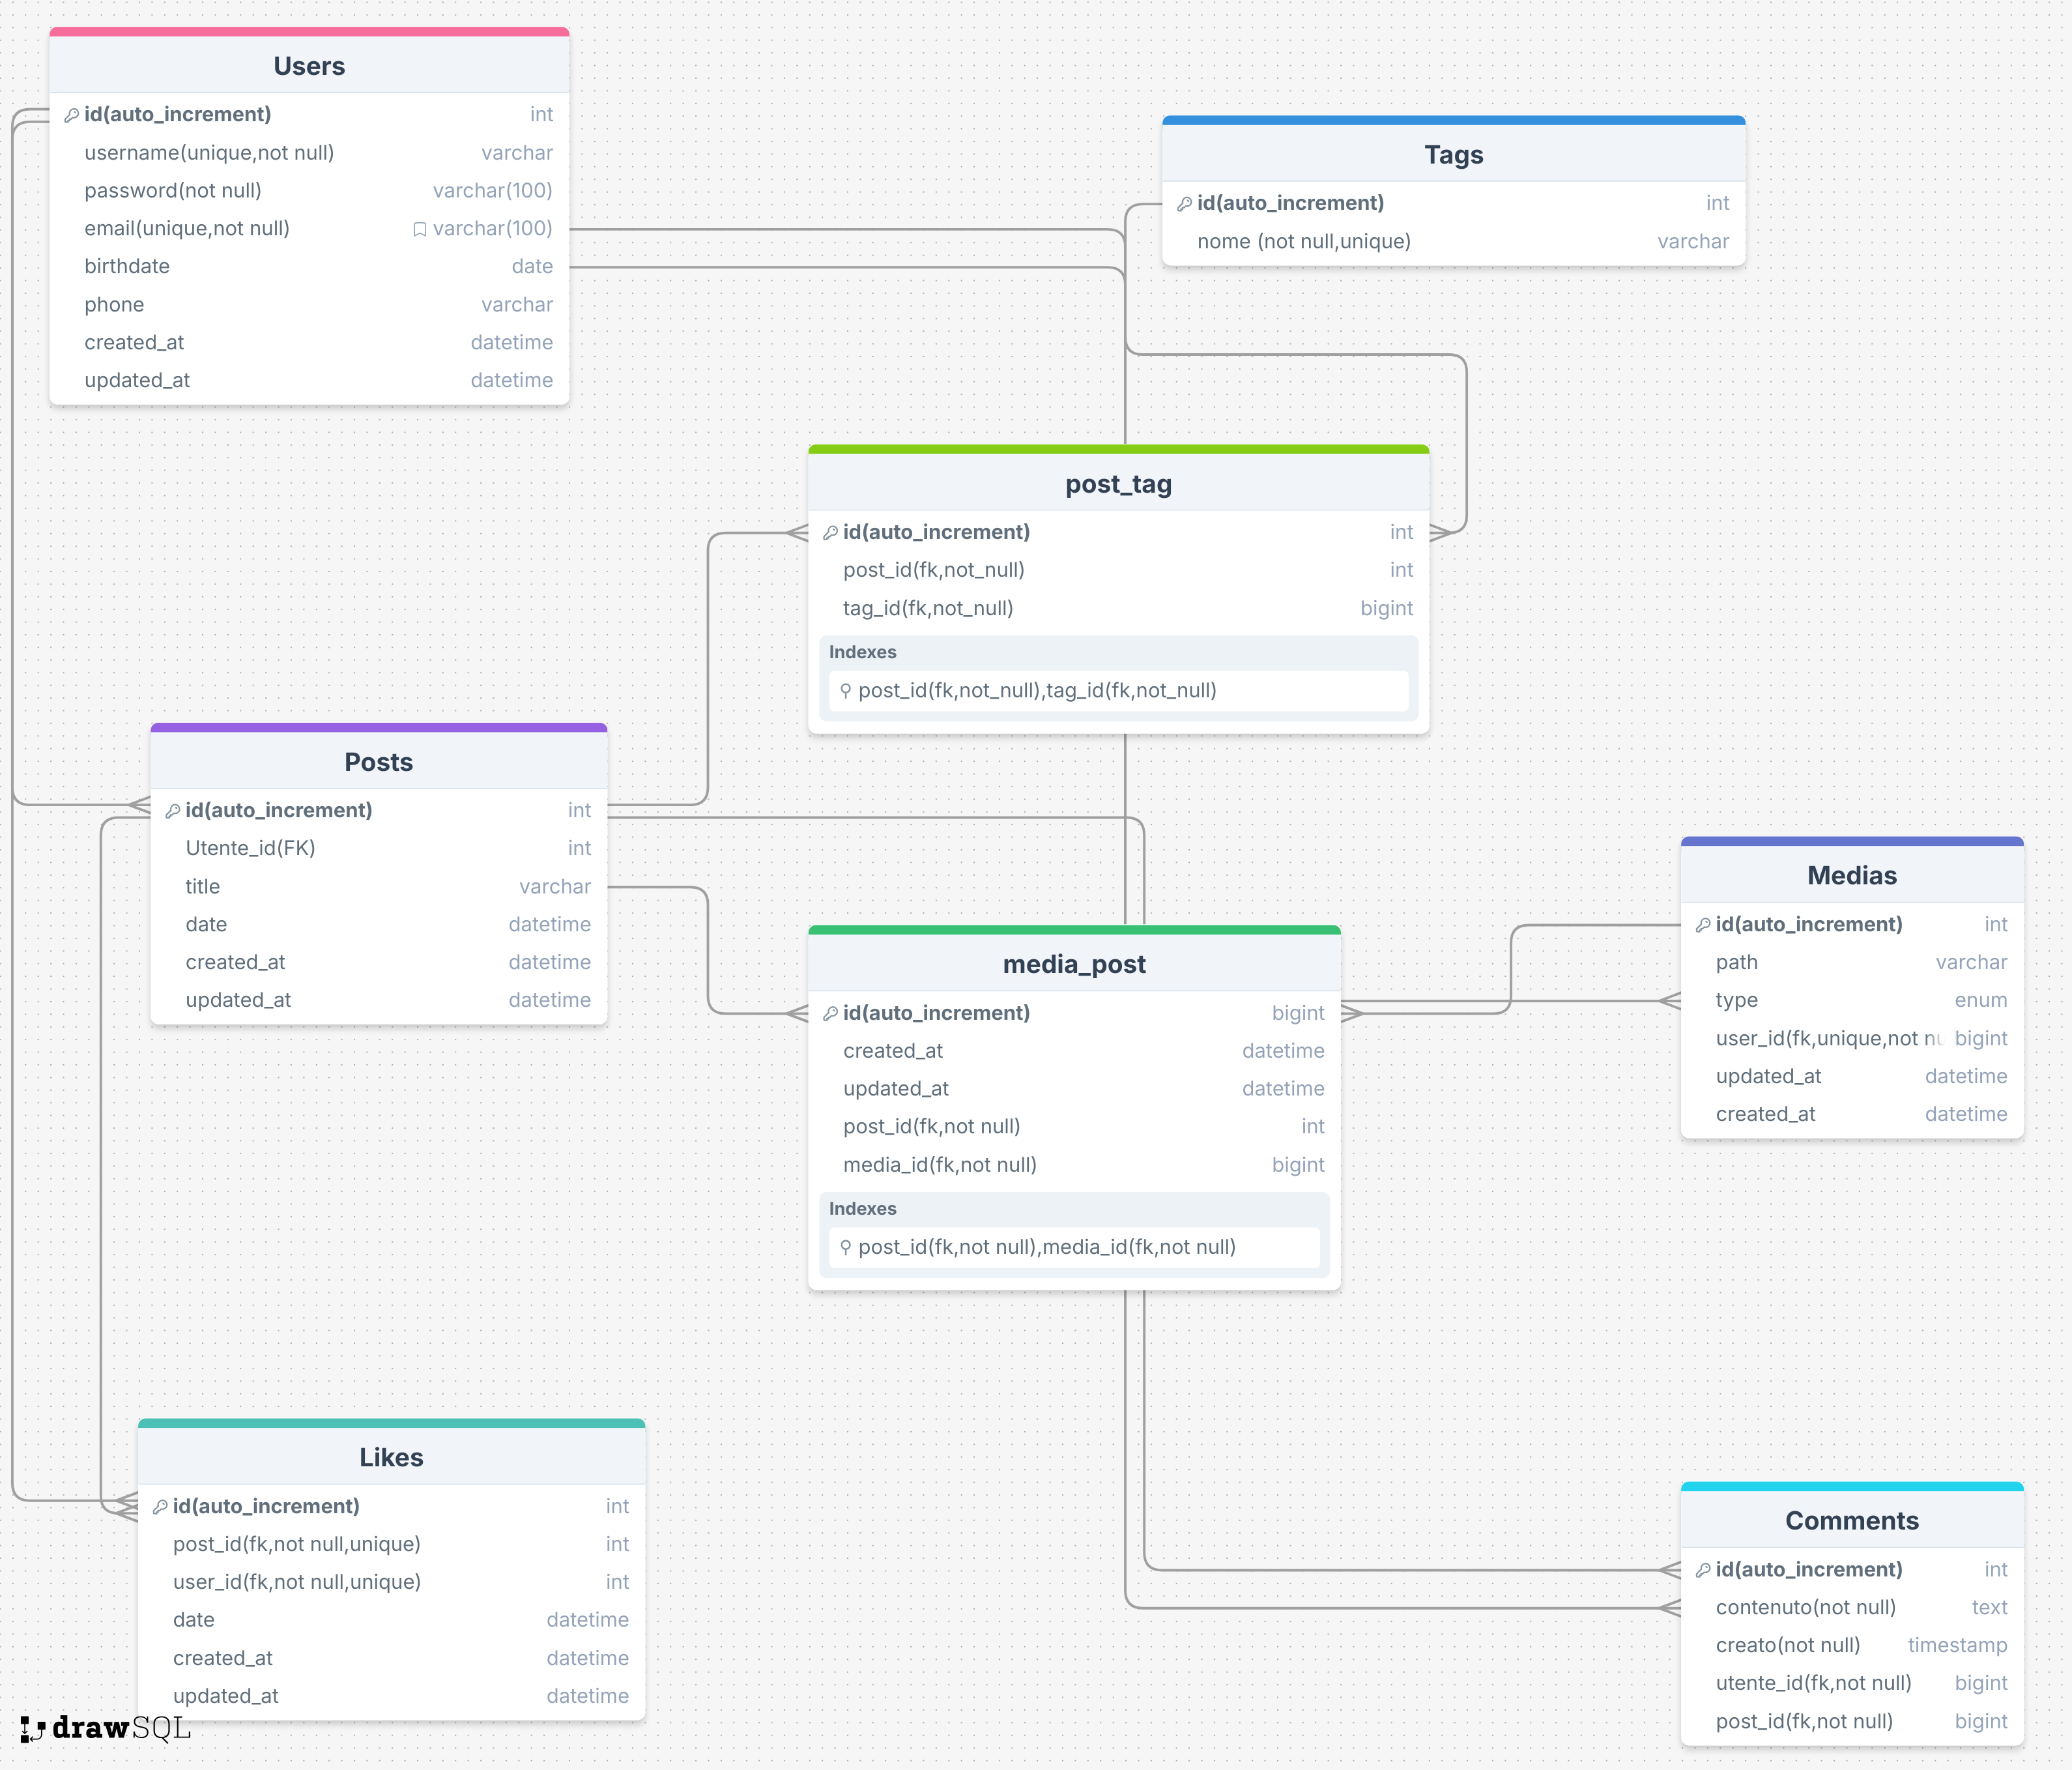 Users
id(auto_increment) int
username(unique,not null) varchar
password(not null) varchar(100)
email(unique,not null) varchar(100)
birthdate date
phone varchar
created_at datetime
updated_at datetime
Tags
id(auto_increment) int
nome (not null,unique) varchar
post_tag
id(auto_increment) int
post_id(fk,not_null) int
tag_id(fk,not_null) bigint
Indexes
post_id(fk,not_null),tag_id(fk,not_null)
Posts
id(auto_increment) int
Utente_id(FK) int
title varchar
date datetime
created_at datetime
updated_at datetime
media_post
id(auto_increment) bigint
created_at datetime
updated_at datetime
post_id(fk,not null) int
media_id(fk,not null) bigint
Indexes
post_id(fk,not null),media_id(fk,not null)
Medias
id(auto_increment) int
path varchar
type enum
user_id(fk,unique,not bigint
updated_at datetime
created_at datetime
Likes
id(auto_increment) int
post_id(fk,not null,unique) int
user_id(fk,not null,unique) int
date datetime
created_at datetime
updated_at datetime
Comments
id(auto_increment) int
contenuto(not null) text
creato(not null) timestamp
utente_id(fk,not null) bigint
post_id(fk,not null) bigint
drawSQL